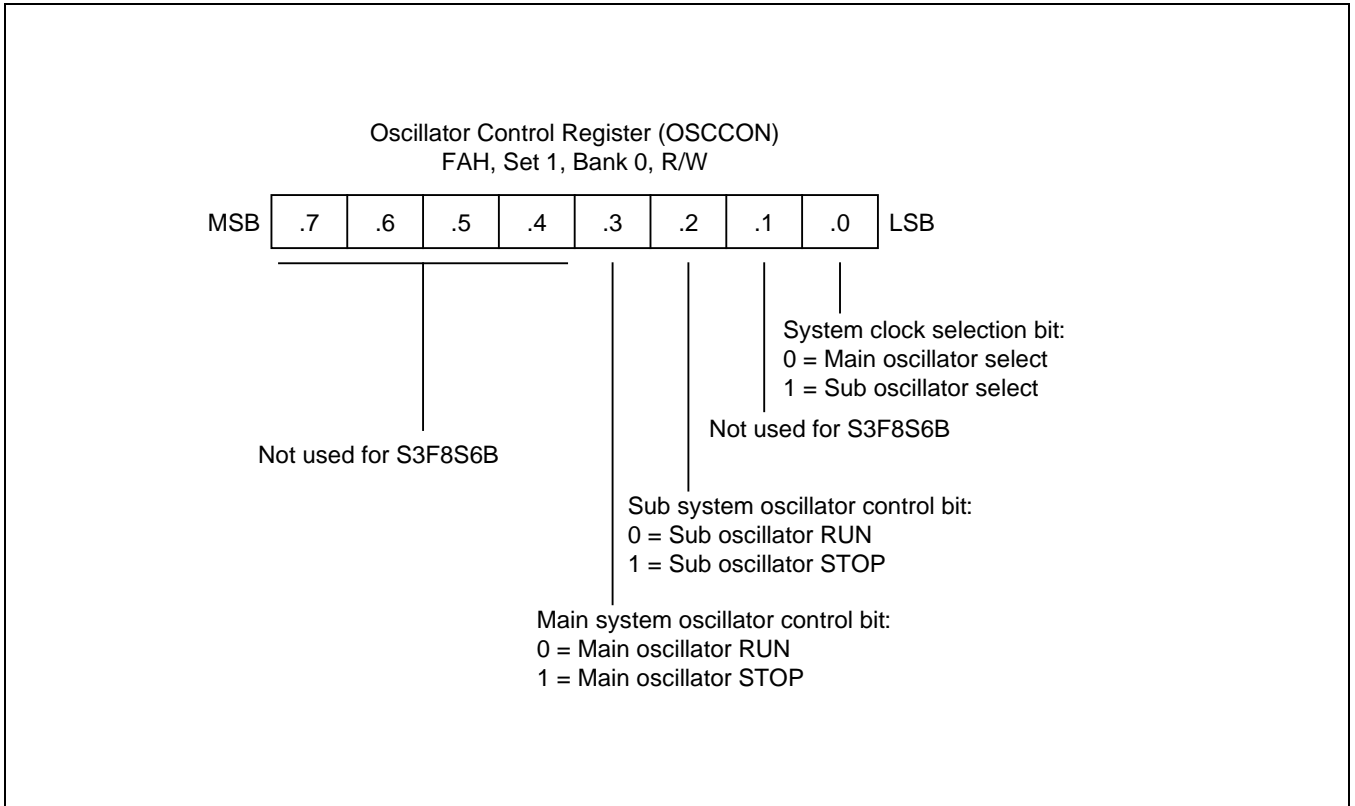 Oscillator Control Register (OSCCON)
FAH, Set 1, Bank 0, R/W
MSB .7 .6 .5 .4 .3 .2 .1 .0 LSB
System clock selection bit:
0 = Main oscillator select
1 = Sub oscillator select
Not used for S3F8S6B
Not used for S3F8S6B
Sub system oscillator control bit:
0 = Sub oscillator RUN
1 = Sub oscillator STOP
Main system oscillator control bit:
0 = Main oscillator RUN
1 = Main oscillator STOP